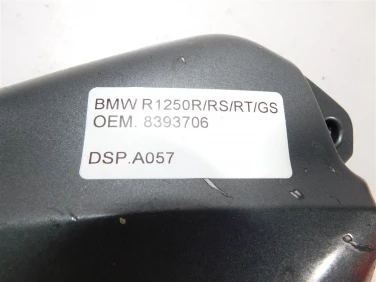 BMW R1250R/RS/RT/GS
OEM. 8393706
DSP.A057